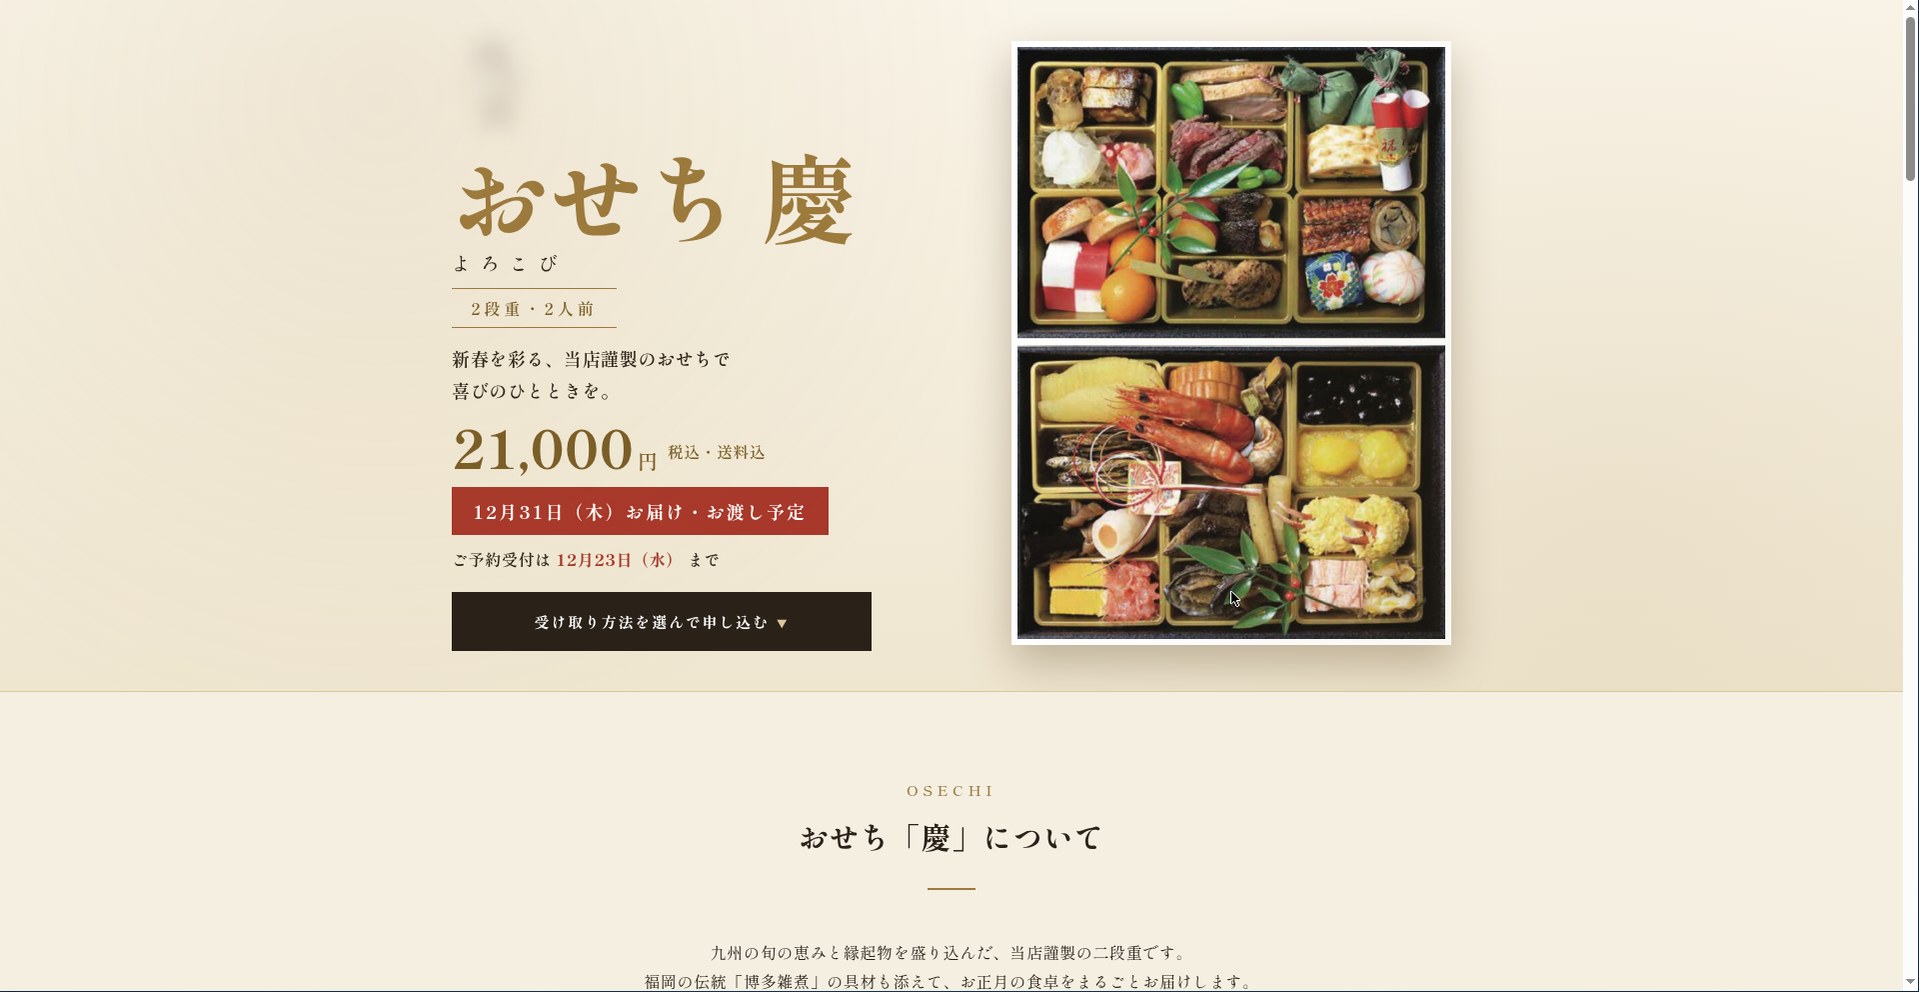 おせち 慶
よろこび
2段重・2人前
新春を彩る、当店謹製のおせちで
喜びのひとときを。
21,000円 税込・送料込
12月31日（木）お届け・お渡し予定
ご予約受付は 12月23日（水） まで
受け取り方法を選んで申し込む ▼
OSECHI
おせち「慶」について
九州の旬の恵みと縁起物を盛り込んだ、当店謹製の二段重です。
福岡の伝統「博多雑煮」の具材も添えて、お正月の食卓をまるごとお届けします。